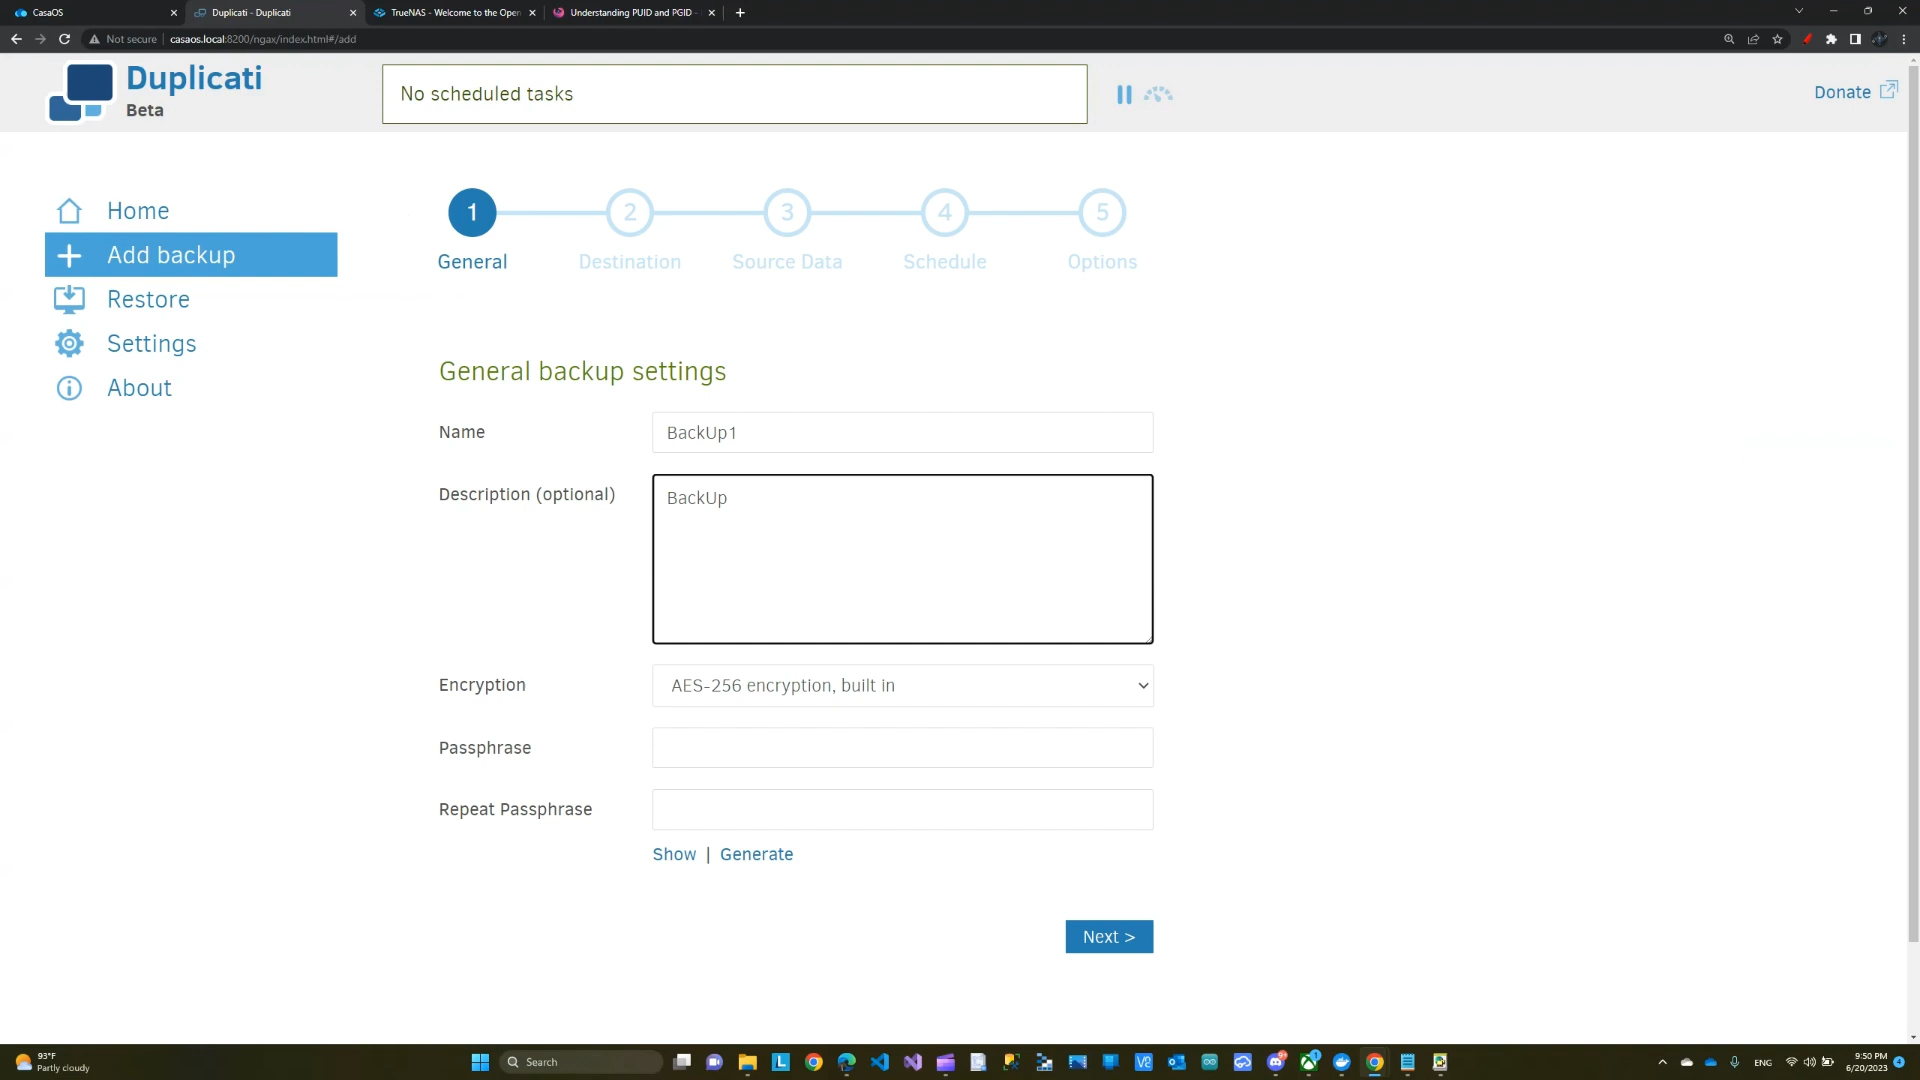 CasaOS
Duplicati - Duplicati
TrueNAS - Welcome to the Open
Understanding PUID and PGID -
Not secure
casaos.local:8200/ngax/index.html#/add
Duplicati
Beta
No scheduled tasks
Donate
Home
Add backup
Restore
Settings
About
1
2
3
4
5
General
Destination
Source Data
Schedule
Options
General backup settings
Name
BackUp1
Description (optional)
BackUp
Encryption
AES-256 encryption, built in
Passphrase
Repeat Passphrase
Show | Generate
Next >
93°F
Partly cloudy
Search
ENG
9:50 PM
6/20/2023
4